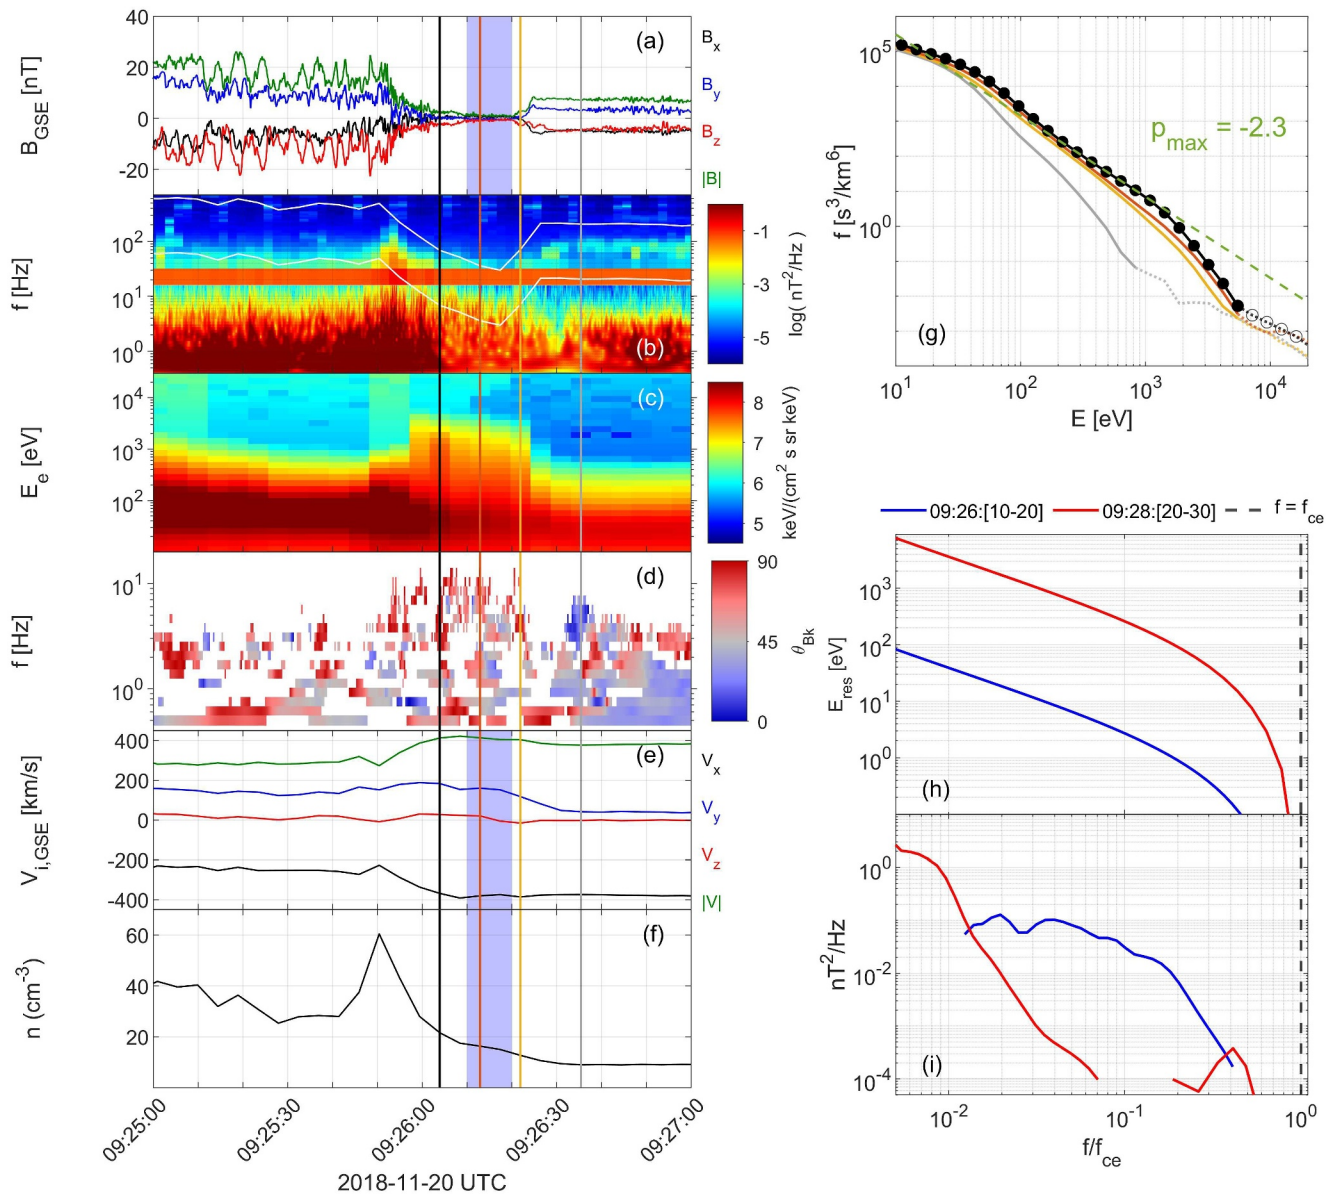 40
20
0
-20
B_GSE [nT]
(a)
B_x
B_y
B_z
|B|
10^2
10^1
10^0
f [Hz]
(b)
-1
-3
-5
log( nT^2/Hz )
10^4
10^3
10^2
E_e [eV]
(c)
8
7
6
5
keV/(cm^2 s sr keV)
10^1
10^0
f [Hz]
(d)
90
45
0
θ_Bk
400
200
0
-200
-400
V_i,GSE [km/s]
(e)
V_x
V_y
V_z
|V|
60
40
20
n (cm^-3)
(f)
09:25:00
09:25:30
09:26:00
09:26:30
09:27:00
2018-11-20 UTC
10^5
10^0
f [s^3/km^6]
p_max = -2.3
(g)
10^1
10^2
10^3
10^4
E [eV]
09:26:[10-20]
09:28:[20-30]
f = f_ce
10^3
10^2
10^1
10^0
E_res [eV]
(h)
10^0
10^-2
10^-4
nT^2/Hz
(i)
10^-2
10^-1
10^0
f/f_ce